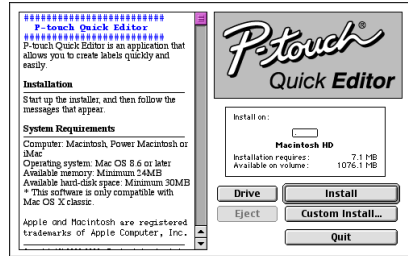 ########################
P-touch Quick Editor
########################
P-touch Quick Editor is an application that
allows you to create labels quickly and
easily.
Installation
Start up the installer, and then follow the
messages that appear.
System Requirements
Computer: Macintosh, Power Macintosh or
iMac
Operating system: Mac OS 8.6 or later
Available memory: Minimum 24MB
Available hard-disk space: Minimum 30MB
* This software is only compatible with
Mac OS X classic.
Apple and Macintosh are registered
trademarks of Apple Computer, Inc.
P-touch®
Quick Editor
Install on:
Macintosh HD
Installation requires: 7.1 MB
Available on volume: 1076.1 MB
Drive
Install
Eject
Custom Install...
Quit